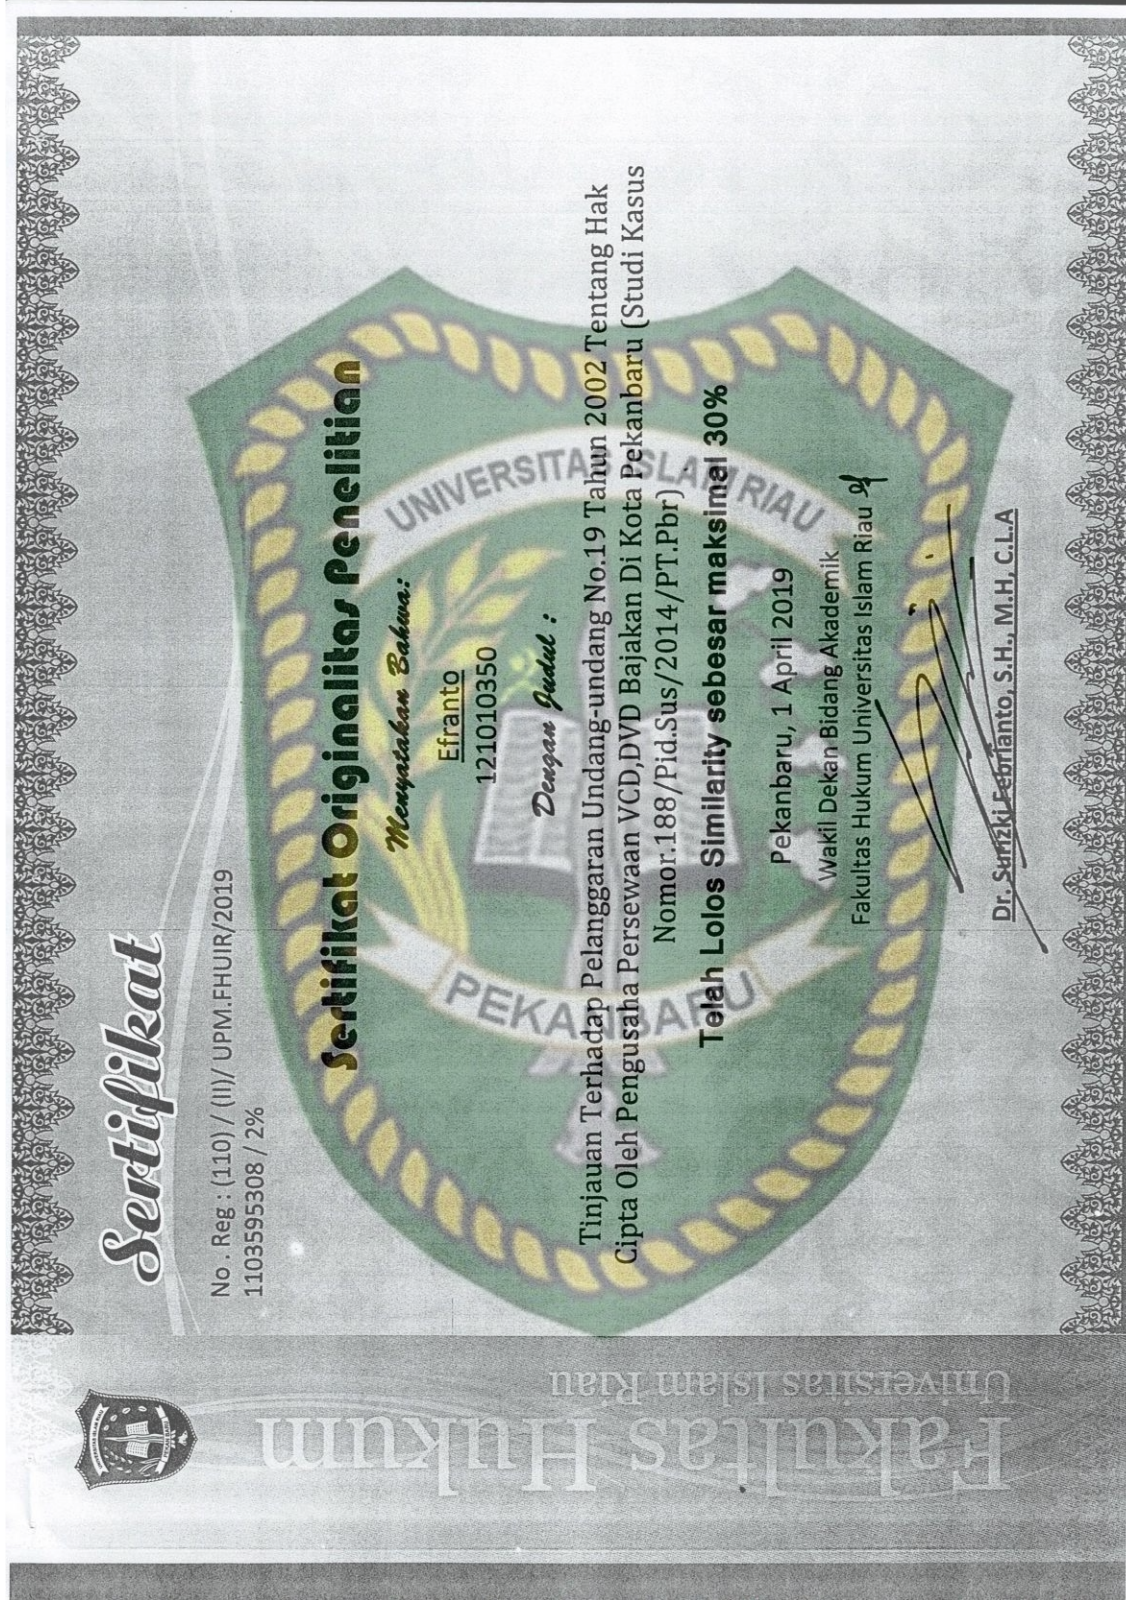 Sertifikat
No . Reg : (110) / (II)/ UPM.FHUIR/2019
1103595308 / 2%
Sertifikat Originalitas Penelitian
Menyatakan Bahwa:
Efranto
121010350
Dengan Judul :
Tinjauan Terhadap Pelanggaran Undang-undang No.19 Tahun 2002 Tentang Hak
Cipta Oleh Pengusaha Persewaan VCD,DVD Bajakan Di Kota Pekanbaru (Studi Kasus
Nomor.188/Pid.Sus/2014/PT.Pbr)
Telah Lolos Similarity sebesar maksimal 30%
Pekanbaru, 1 April 2019
Wakil Dekan Bidang Akademik
Fakultas Hukum Universitas Islam Riau
Dr. Surizki Febrianto, S.H., M.H, C.L.A
Fakultas Hukum
Universitas Islam Riau
UNIVERSITAS ISLAM RIAU
PEKANBARU